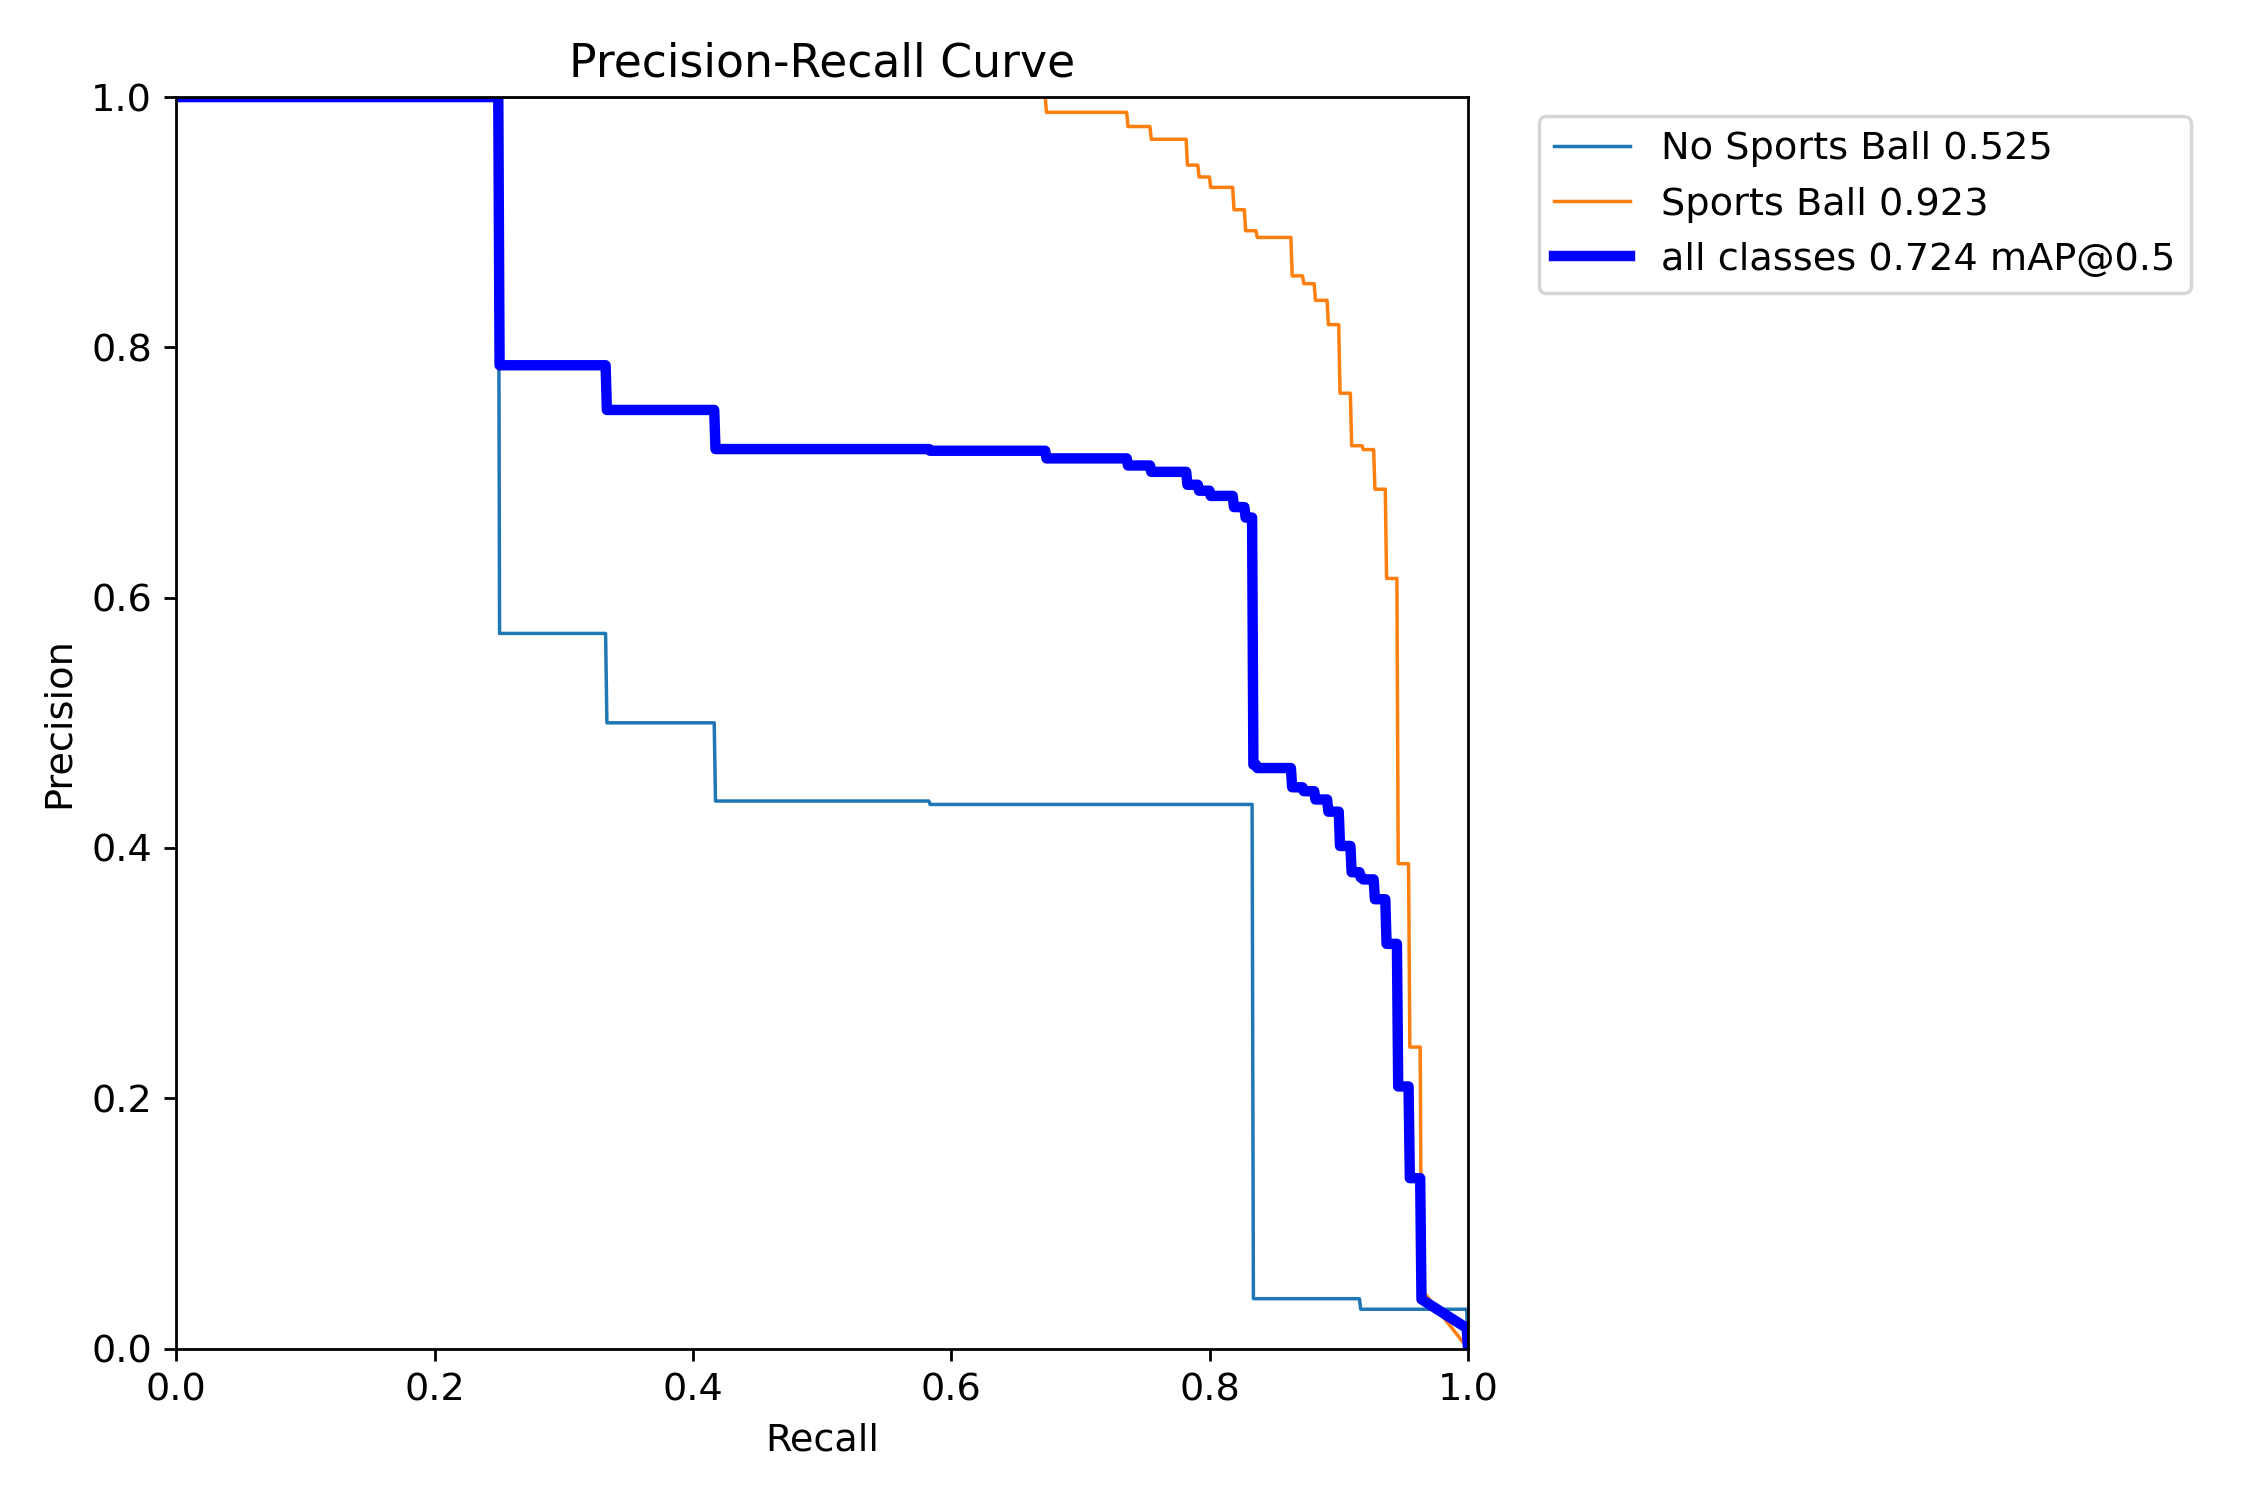 Precision-Recall Curve
1.0
0.8
0.6
0.4
0.2
0.0
Precision
0.0 0.2 0.4 0.6 0.8 1.0
Recall
No Sports Ball 0.525
Sports Ball 0.923
all classes 0.724 mAP@0.5